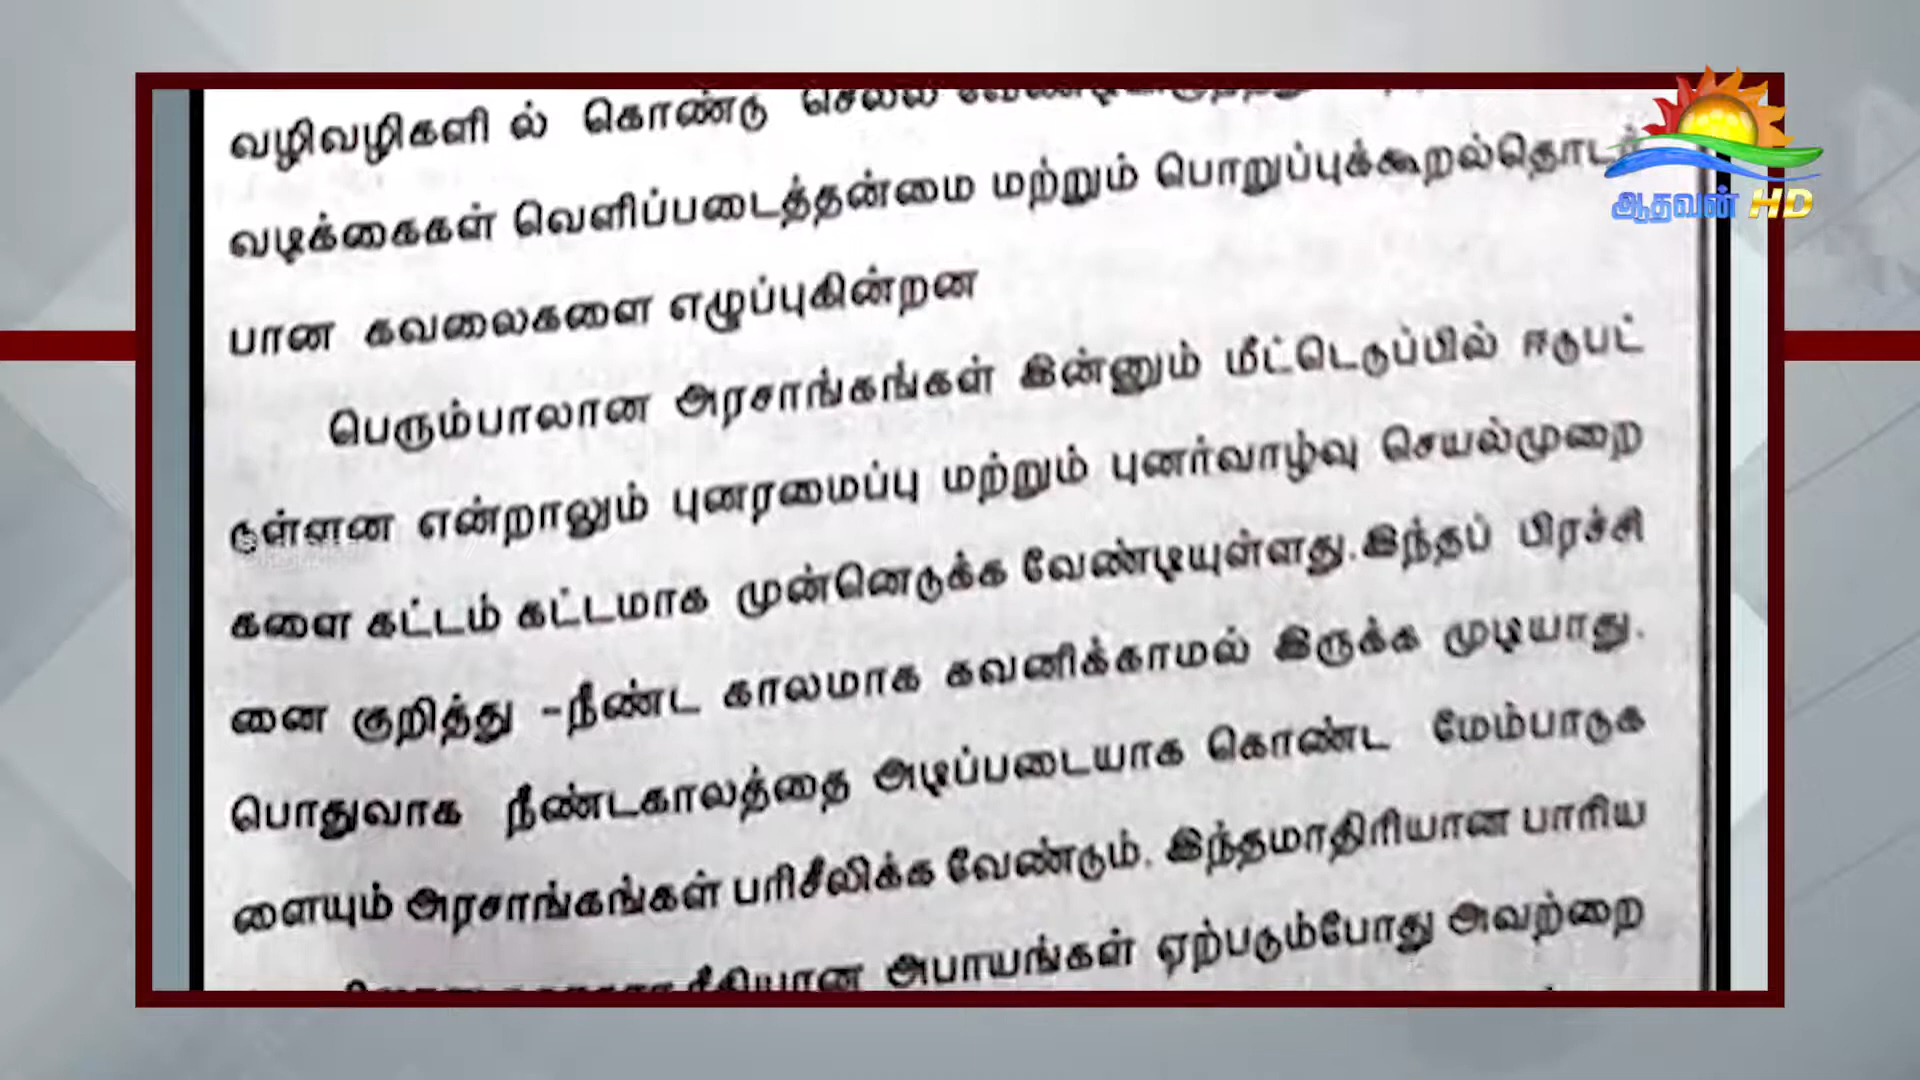 வழிவழிகளி ல் கொண்டு செல்ல
வடிக்கைகள் வெளிப்படைத்தன்மை மற்றும் பொறுப்புக்கூறல்தொடர்
பான கவலைகளை எழுப்புகின்றன
பெரும்பாலான அரசாங்கங்கள் இன்னும் மீட்டெடுப்பில் ஈடுபட்
டுள்ளன என்றாலும் புனரமைப்பு மற்றும் புனர்வாழ்வு செயல்முறை
களை கட்டம் கட்டமாக முன்னெடுக்க வேண்டியுள்ளது.இந்தப் பிரச்சி
னை குறித்து -நீண்ட காலமாக கவனிக்காமல் இருக்க முடியாது.
பொதுவாக நீண்டகாலத்தை அடிப்படையாக கொண்ட மேம்பாடுக
ளையும் அரசாங்கங்கள் பரிசீலிக்க வேண்டும். இந்தமாதிரியான பாரிய
அபாயங்கள் ஏற்படும்போது அவற்றை
ஆதவன் HD